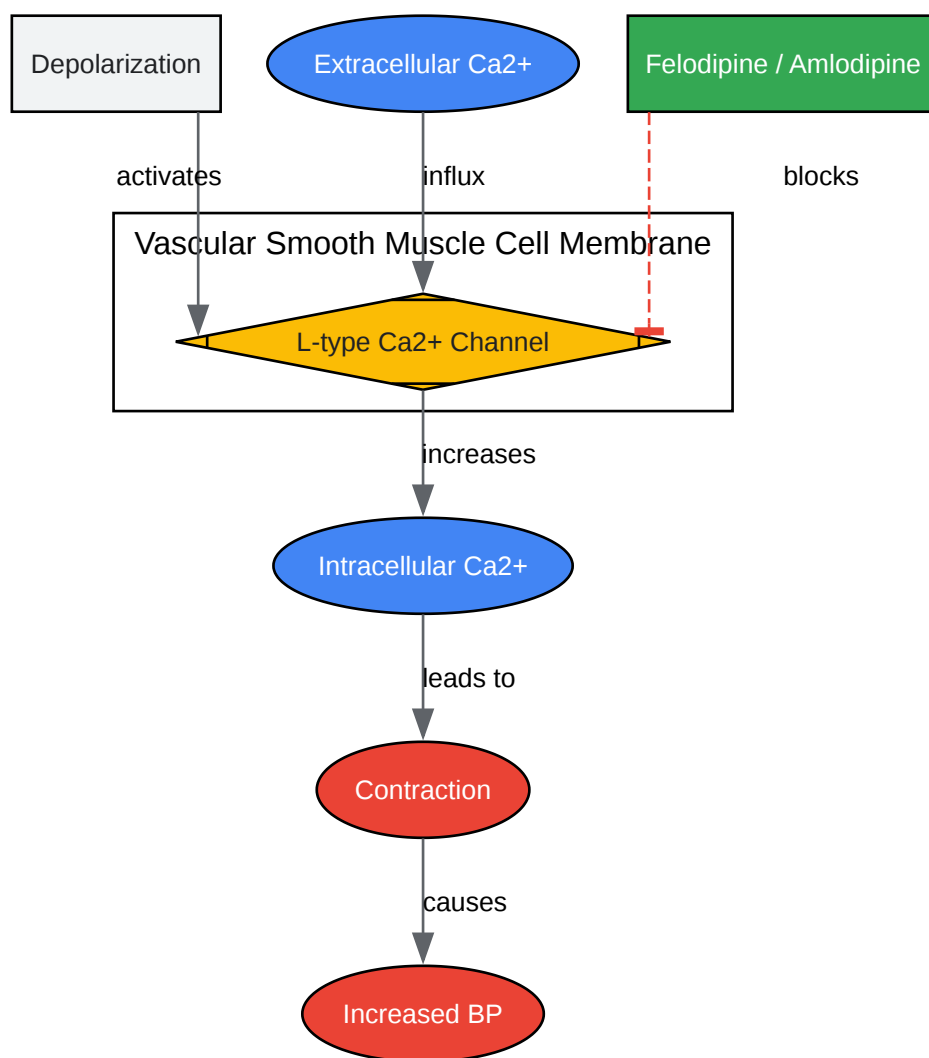 Depolarization
Extracellular Ca2+
Felodipine / Amlodipine
activates
influx
blocks
Vascular Smooth Muscle Cell Membrane
L-type Ca2+ Channel
increases
Intracellular Ca2+
leads to
Contraction
causes
Increased BP